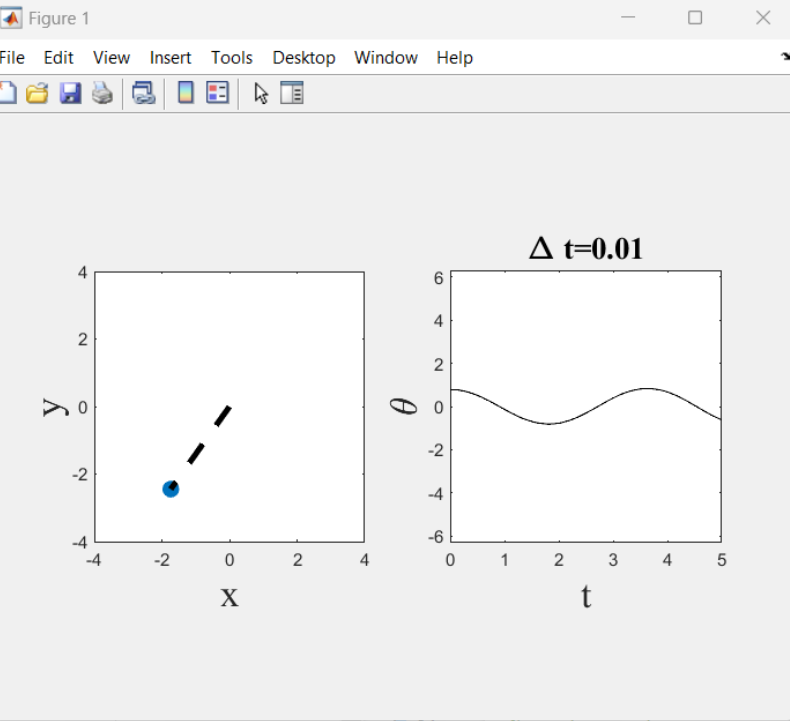 Figure 1
File Edit View Insert Tools Desktop Window Help
Δ t=0.01
4
2
0
-2
-4
y
-4 -2 0 2 4
x
6
4
2
0
-2
-4
-6
θ
0 1 2 3 4 5
t